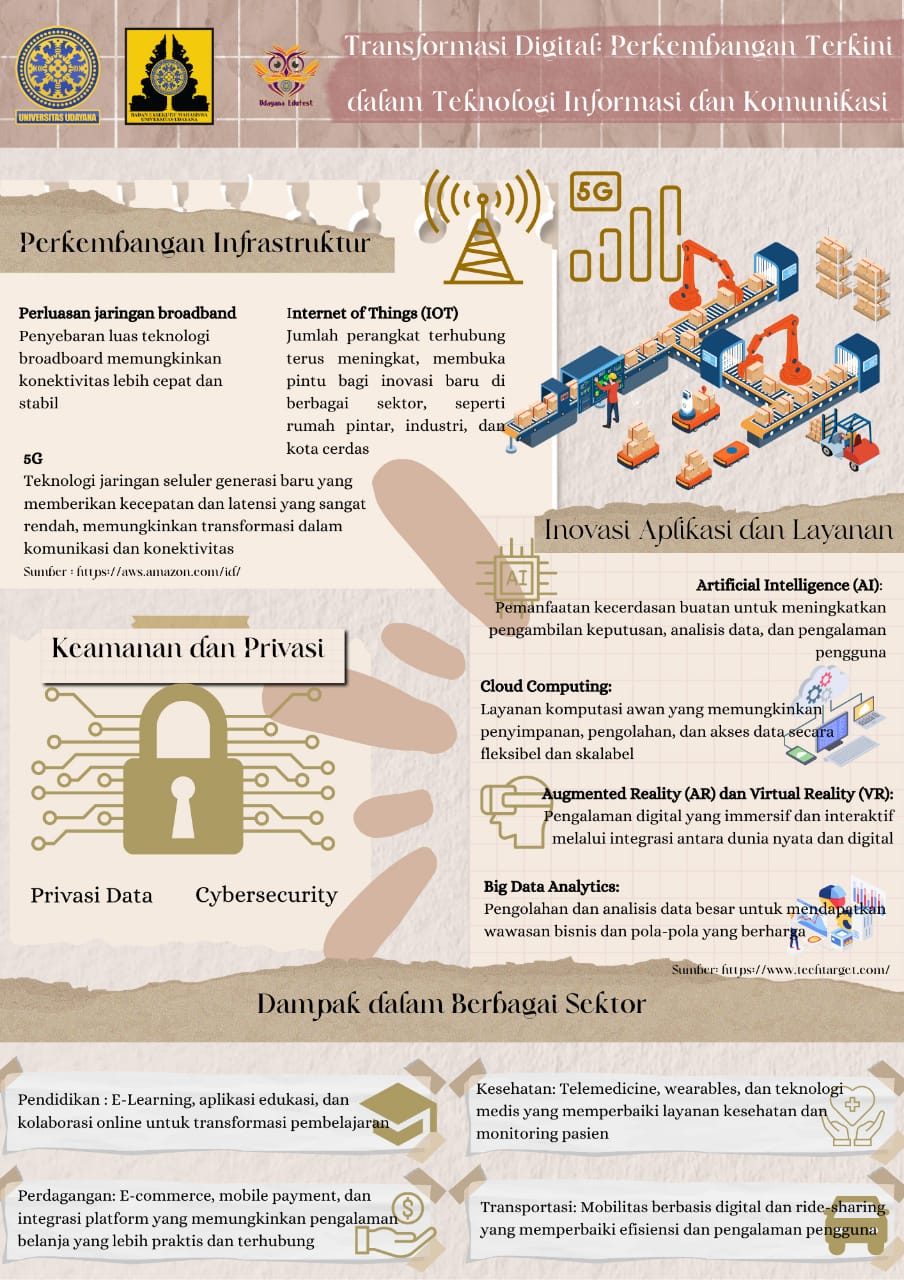 UNIVERSITAS UDAYANA
BADAN EKSEKUTIF MAHASISWA
UNIVERSITAS UDAYANA
Udayana Edufest
Transformasi Digital: Perkembangan Terkini
dalam Teknologi Informasi dan Komunikasi
5G
Perkembangan Infrastruktur
Perluasan jaringan broadband
Penyebaran luas teknologi
broadboard memungkinkan
konektivitas lebih cepat dan
stabil
Internet of Things (IOT)
Jumlah perangkat terhubung
terus meningkat, membuka
pintu bagi inovasi baru di
berbagai sektor, seperti
rumah pintar, industri, dan
kota cerdas
5G
Teknologi jaringan seluler generasi baru yang
memberikan kecepatan dan latensi yang sangat
rendah, memungkinkan transformasi dalam
komunikasi dan konektivitas
Sumber : https://aws.amazon.com/id/
Inovasi Aplikasi dan Layanan
AI
Artificial Intelligence (AI):
Pemanfaatan kecerdasan buatan untuk meningkatkan
pengambilan keputusan, analisis data, dan pengalaman
pengguna
Cloud Computing:
Layanan komputasi awan yang memungkinkan
penyimpanan, pengolahan, dan akses data secara
fleksibel dan skalabel
Augmented Reality (AR) dan Virtual Reality (VR):
Pengalaman digital yang immersif dan interaktif
melalui integrasi antara dunia nyata dan digital
Big Data Analytics:
Pengolahan dan analisis data besar untuk mendapatkan
wawasan bisnis dan pola-pola yang berharga
Sumber: https://www.techtarget.com/
Keamanan dan Privasi
Privasi Data
Cybersecurity
Dampak dalam Berbagai Sektor
Pendidikan : E-Learning, aplikasi edukasi, dan
kolaborasi online untuk transformasi pembelajaran
Kesehatan: Telemedicine, wearables, dan teknologi
medis yang memperbaiki layanan kesehatan dan
monitoring pasien
Perdagangan: E-commerce, mobile payment, dan
integrasi platform yang memungkinkan pengalaman
belanja yang lebih praktis dan terhubung
$
Transportasi: Mobilitas berbasis digital dan ride-sharing
yang memperbaiki efisiensi dan pengalaman pengguna